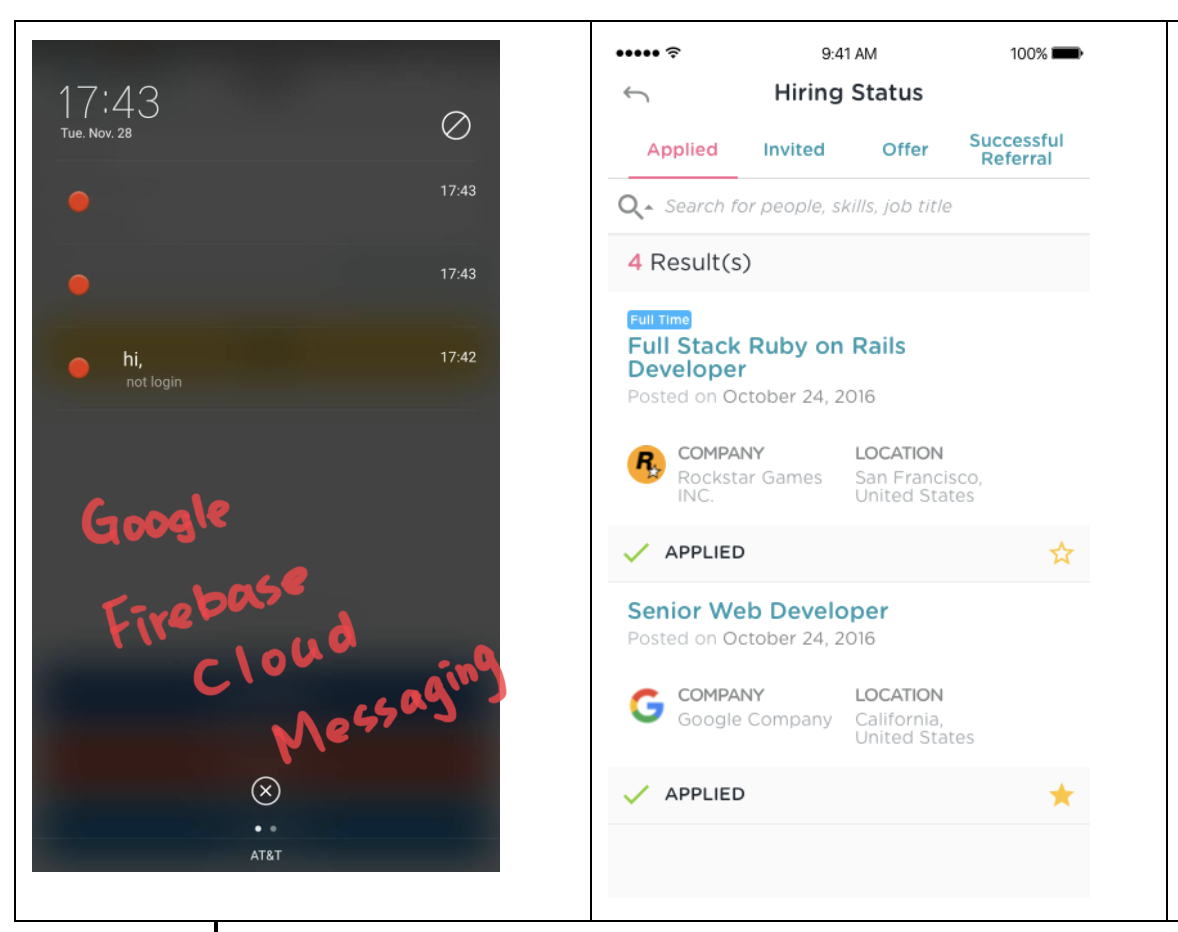 17:43
Tue. Nov. 28
17:43
17:43
hi,
17:42
not login
Google
Firebase
Cloud
Messaging
AT&T
9:41 AM
100%
Hiring Status
Applied
Invited
Offer
Successful
Referral
Search for people, skills, job title
4 Result(s)
Full Time
Full Stack Ruby on Rails
Developer
Posted on October 24, 2016
COMPANY
LOCATION
Rockstar Games
INC.
San Francisco,
United States
APPLIED
Senior Web Developer
Posted on October 24, 2016
COMPANY
LOCATION
Google Company
California,
United States
APPLIED